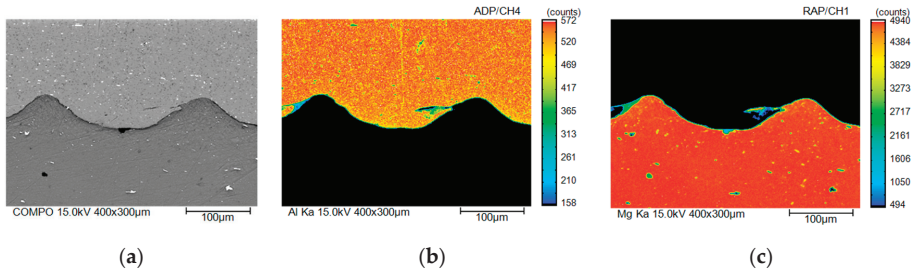 COMPO 15.0kV 400x300µm
100µm
(a)
ADP/CH4
(counts)
572
520
469
417
365
313
261
210
158
Al Ka 15.0kV 400x300µm
100µm
(b)
RAP/CH1
(counts)
4940
4384
3829
3273
2717
2161
1606
1050
494
Mg Ka 15.0kV 400x300µm
100µm
(c)